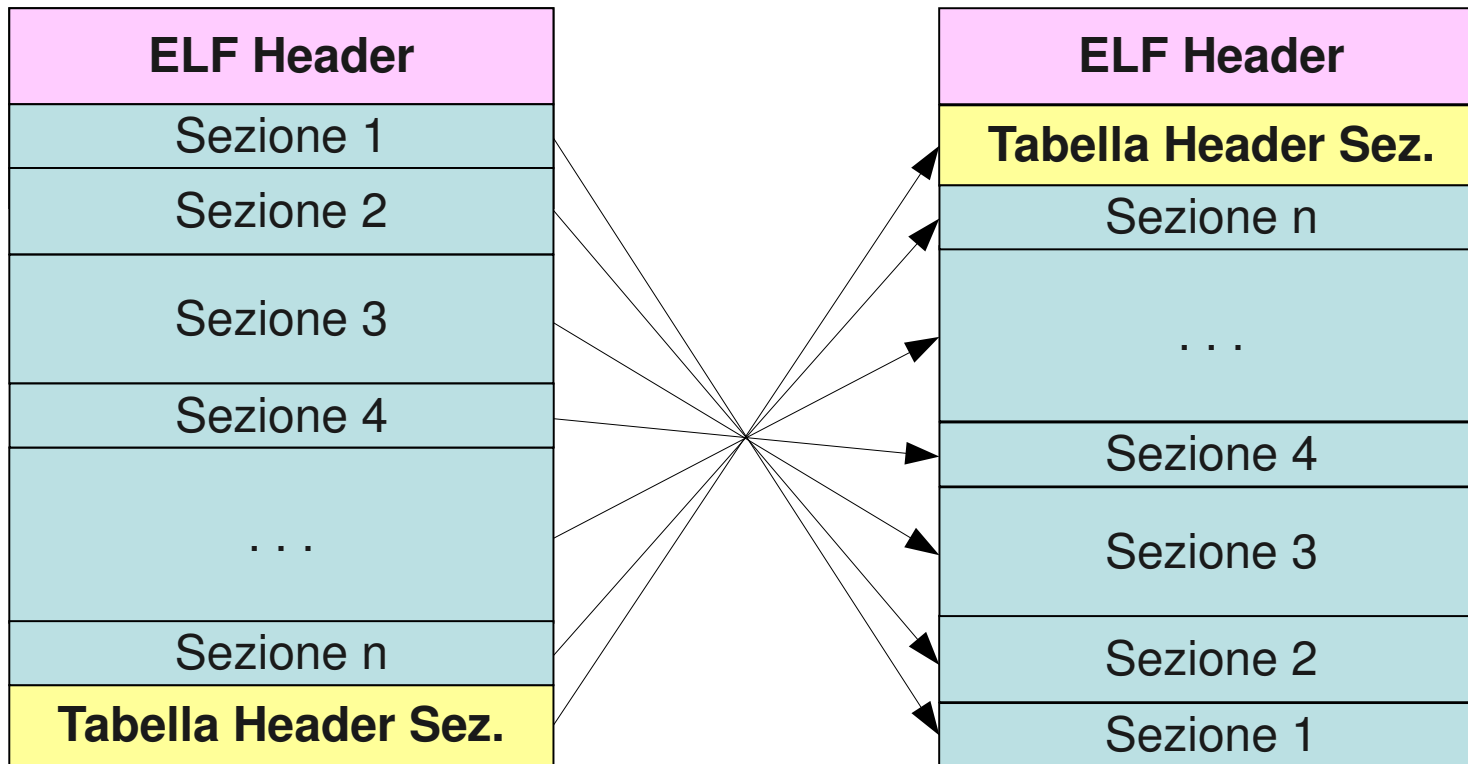 ELF Header
Sezione 1
Sezione 2
Sezione 3
Sezione 4
. . .
Sezione n
Tabella Header Sez.
ELF Header
Tabella Header Sez.
Sezione n
. . .
Sezione 4
Sezione 3
Sezione 2
Sezione 1